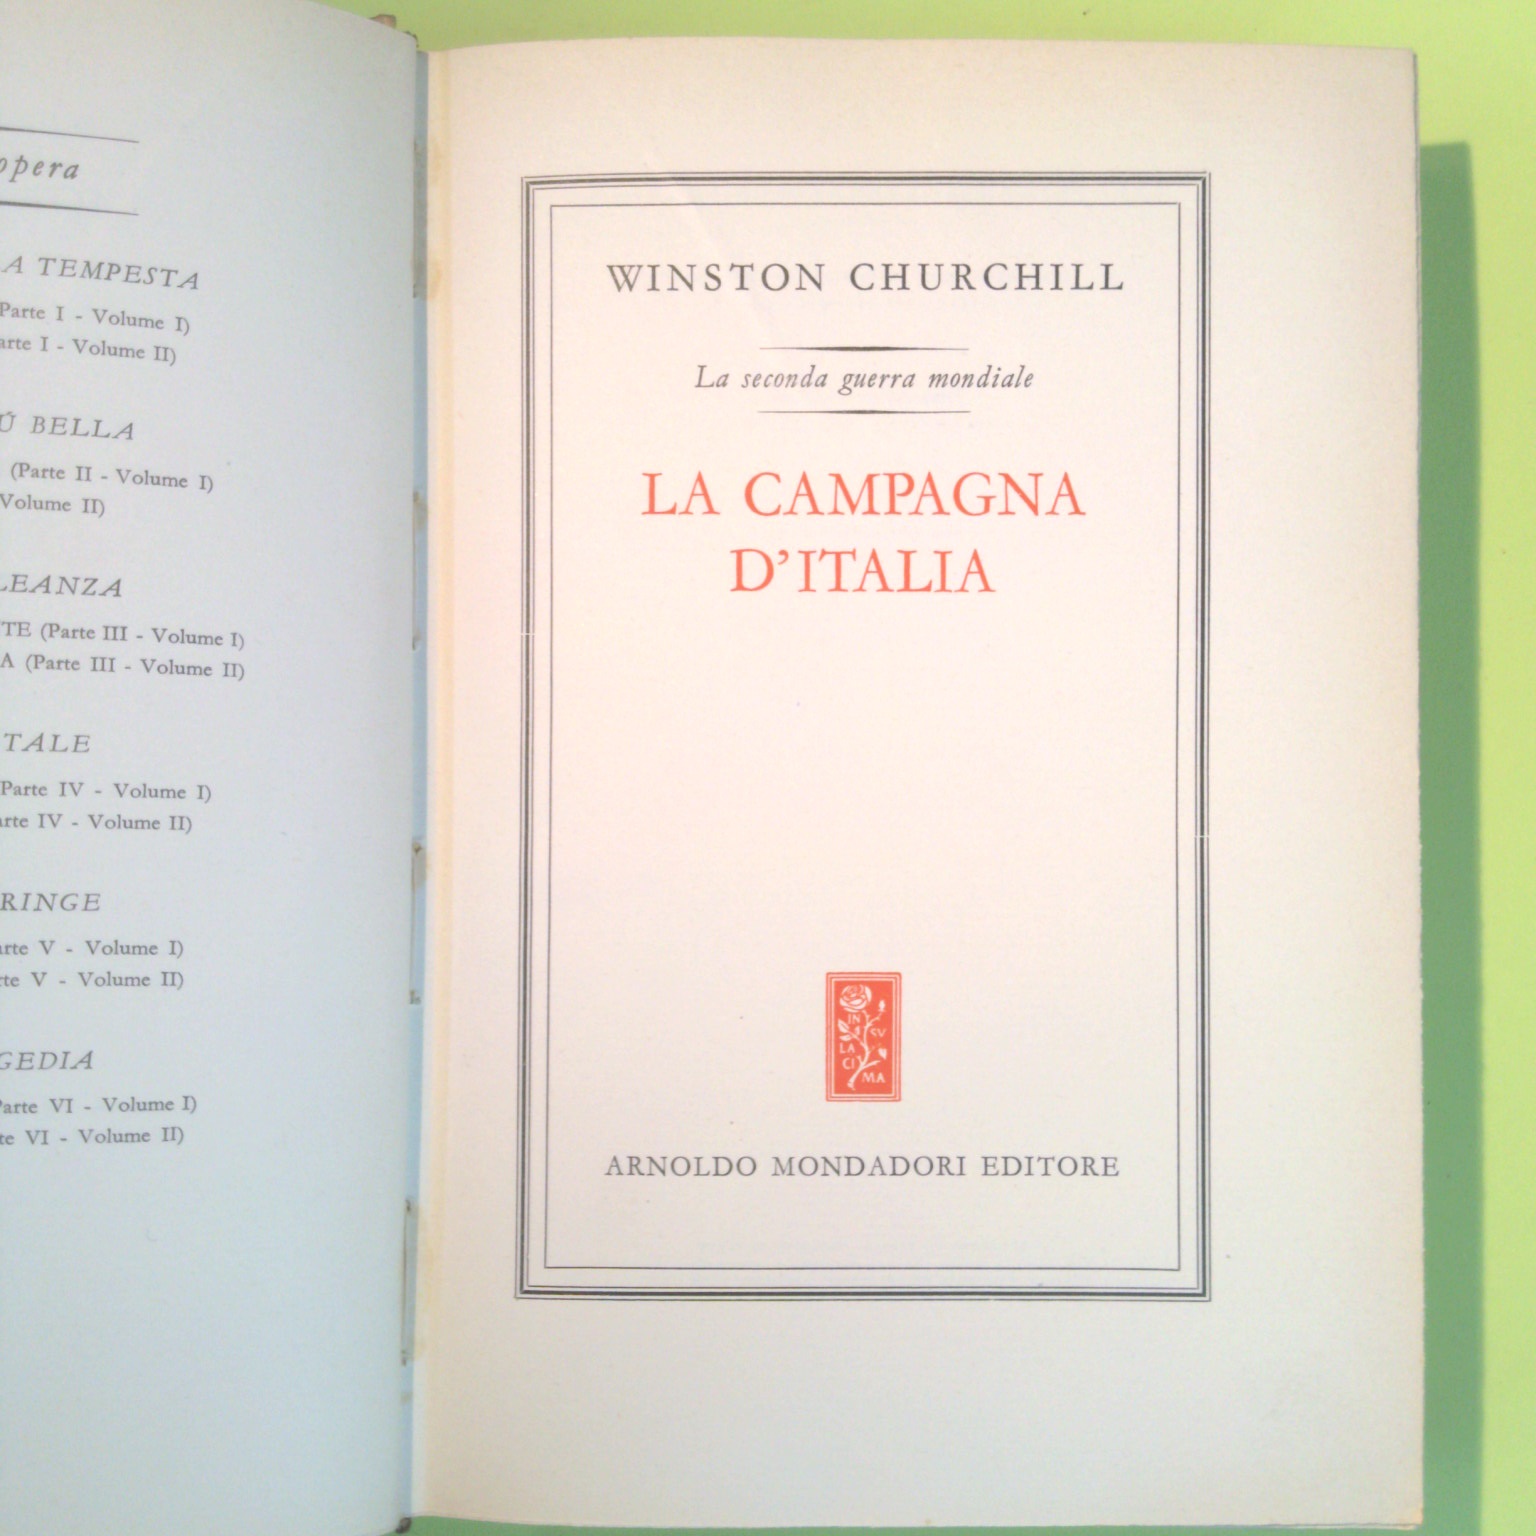 opera
A TEMPESTA
Parte I - Volume I)
arte I - Volume II)
Ú BELLA
(Parte II - Volume I)
Volume II)
LEANZA
TE (Parte III - Volume I)
A (Parte III - Volume II)
TALE
Parte IV - Volume I)
arte IV - Volume II)
RINGE
arte V - Volume I)
rte V - Volume II)
GEDIA
Parte VI - Volume I)
te VI - Volume II)
WINSTON CHURCHILL
La seconda guerra mondiale
LA CAMPAGNA
D'ITALIA
IN
SV
LA
CI
MA
ARNOLDO MONDADORI EDITORE